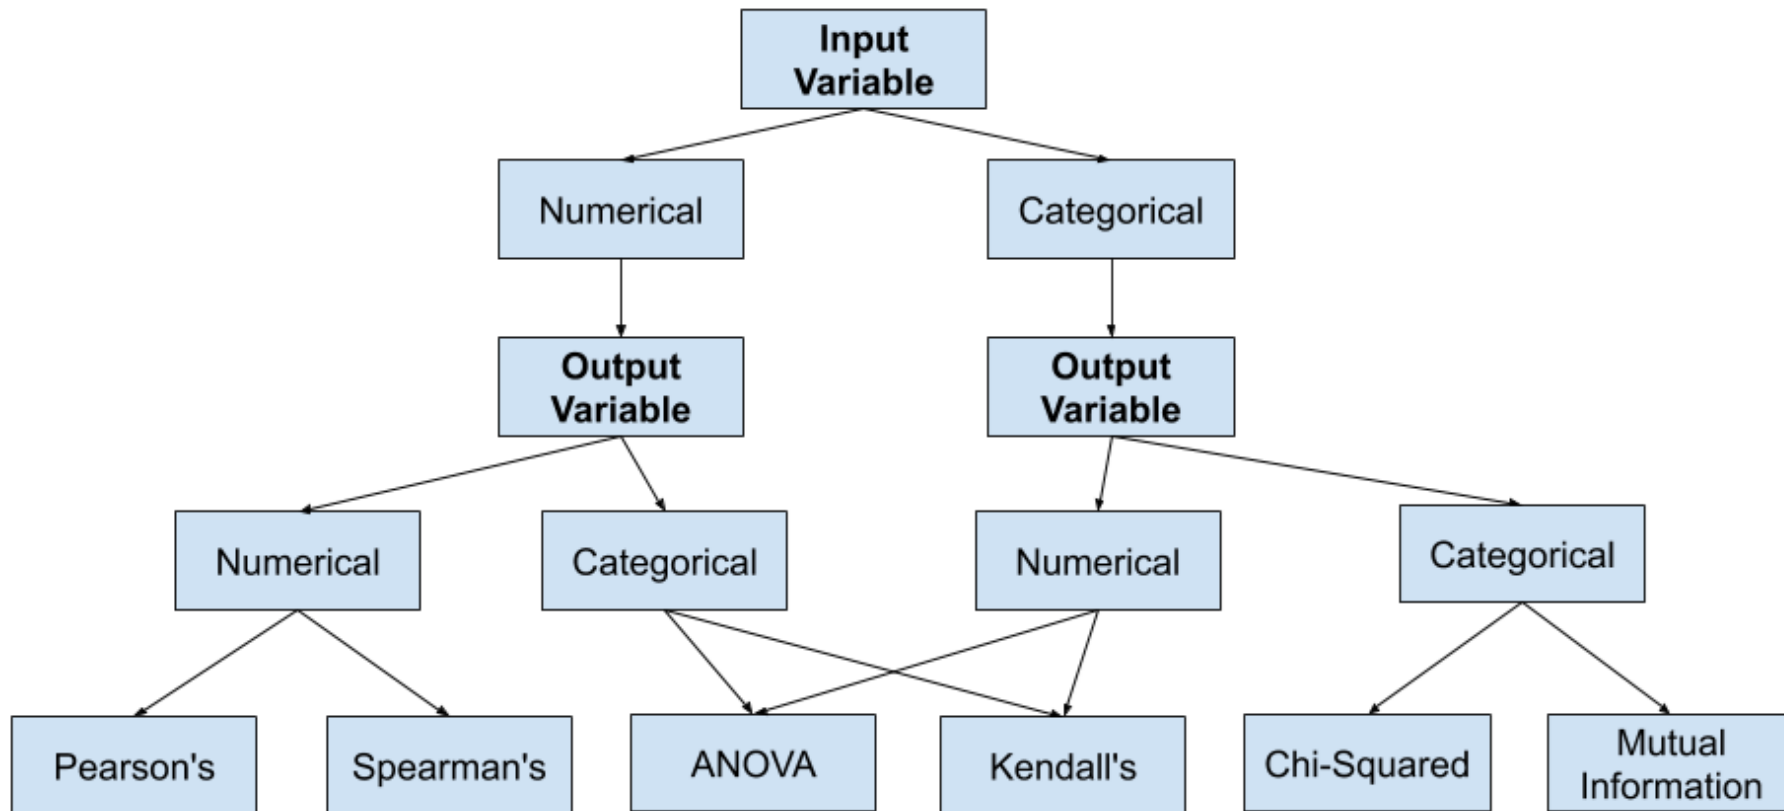 Input
Variable
Numerical
Categorical
Output
Variable
Output
Variable
Numerical
Categorical
Numerical
Categorical
Pearson's
Spearman's
ANOVA
Kendall's
Chi-Squared
Mutual
Information